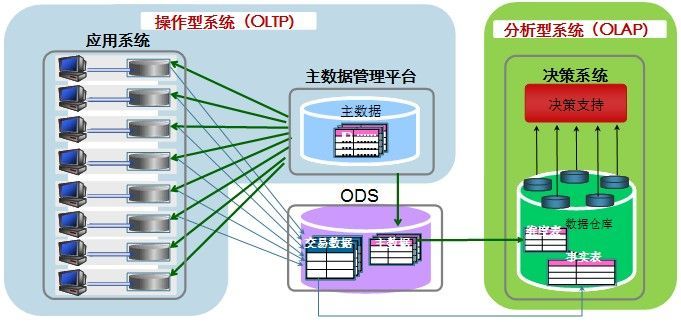 操作型系统（OLTP）
分析型系统（OLAP）
应用系统
主数据管理平台
主数据
决策系统
决策支持
ODS
交易数据
主数据
数据仓库
维度表
事实表